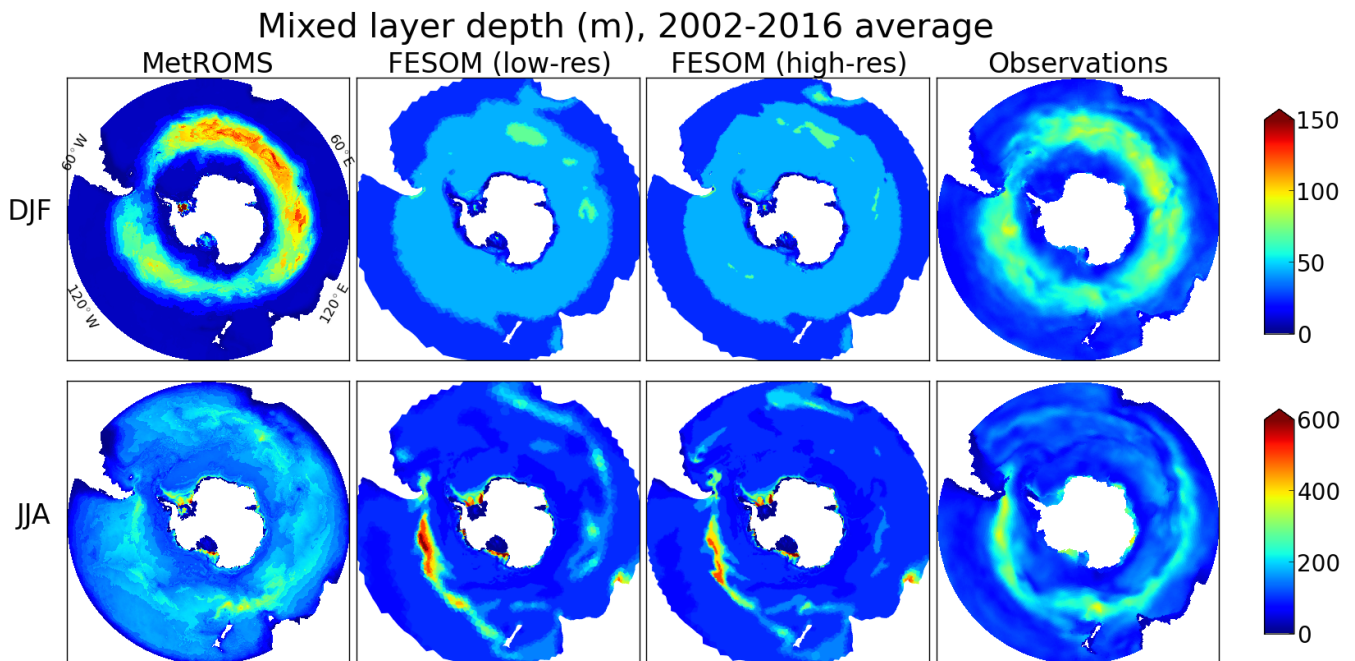 Mixed layer depth (m), 2002-2016 average
MetROMS
FESOM (low-res)
FESOM (high-res)
Observations
DJF
60°W
60°E
120°W
120°E
150
100
50
0
JJA
600
400
200
0